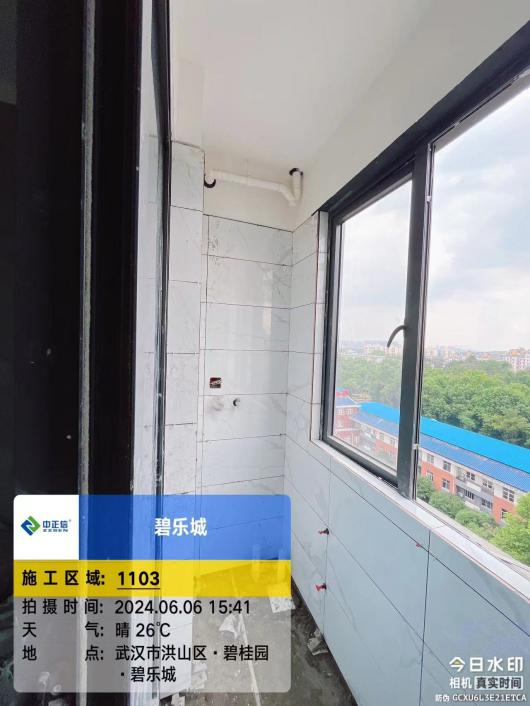 中正信
碧乐城
施工区域: 1103
拍摄时间: 2024.06.06 15:41
天气: 晴 26℃
地点: 武汉市洪山区·碧桂园
·碧乐城
今日水印
相机 真实时间
防伪 GCXU6L3E21ETCA